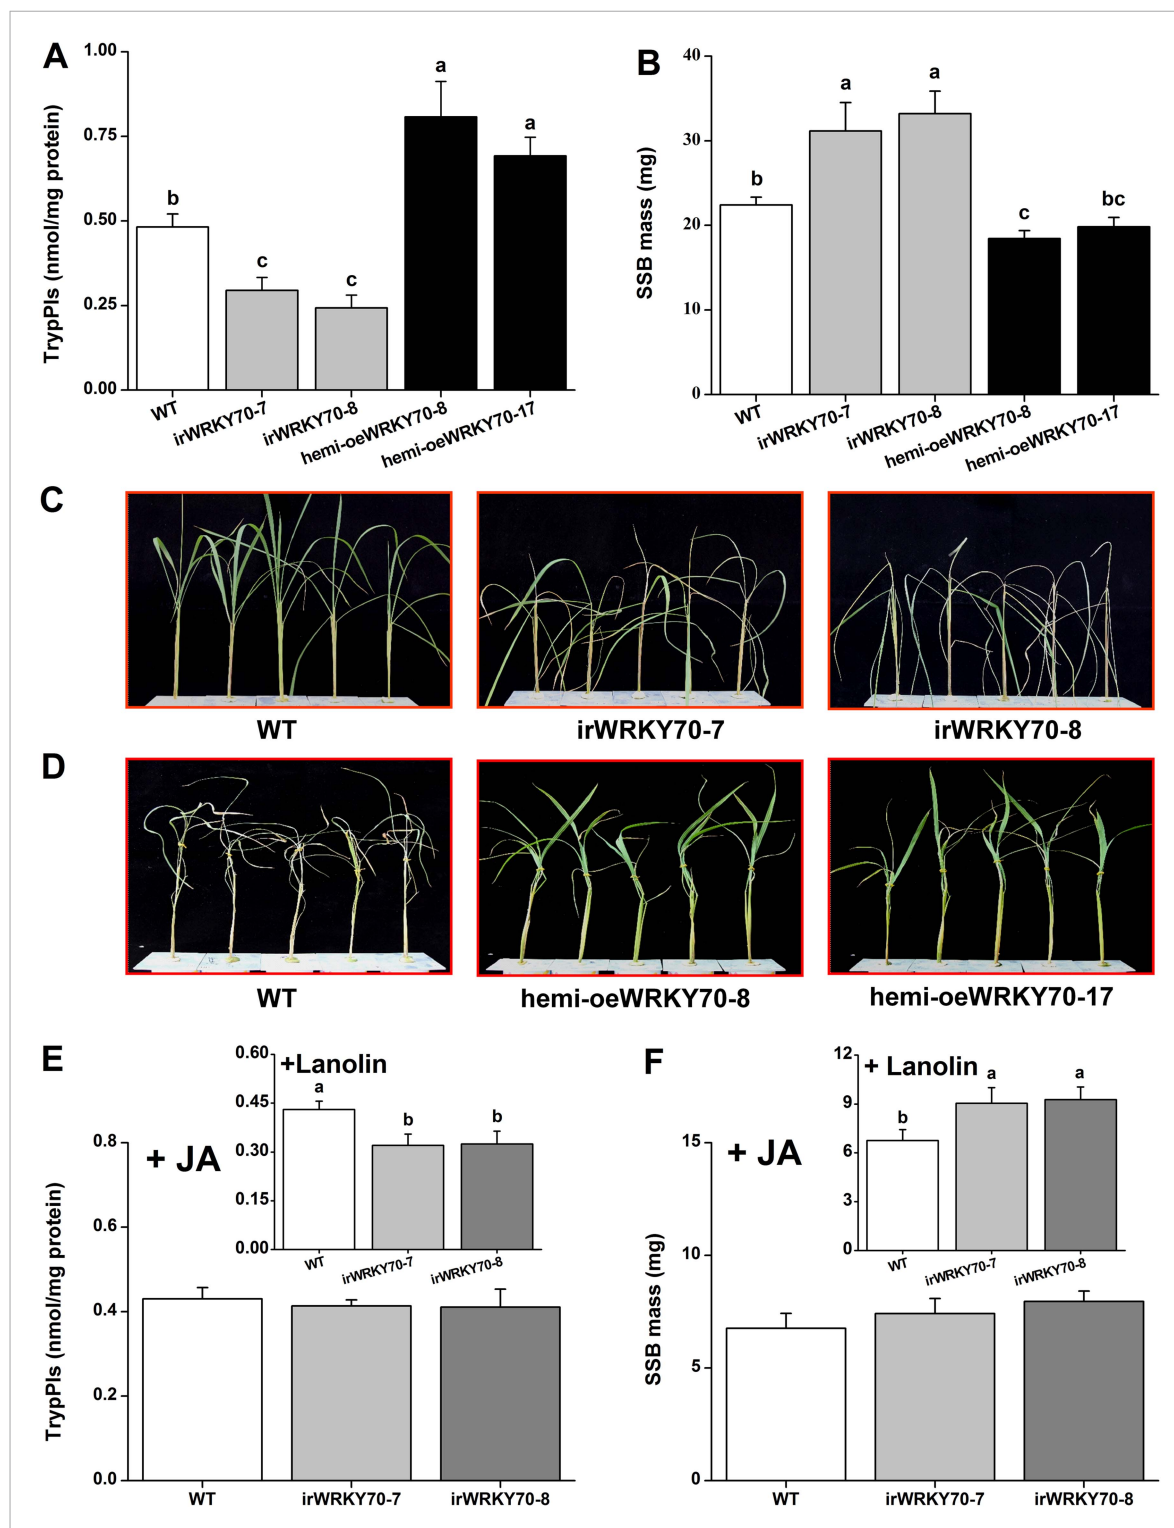 A
TrypPIs (nmol/mg protein)
1.00
0.75
0.50
0.25
0.00
b
c
c
a
a
WT
irWRKY70-7
irWRKY70-8
hemi-oeWRKY70-8
hemi-oeWRKY70-17
B
SSB mass (mg)
40
30
20
10
0
b
a
a
c
bc
WT
irWRKY70-7
irWRKY70-8
hemi-oeWRKY70-8
hemi-oeWRKY70-17
C
WT
irWRKY70-7
irWRKY70-8
D
WT
hemi-oeWRKY70-8
hemi-oeWRKY70-17
E
TrypPIs (nmol/mg protein)
0.8
0.6
0.4
0.2
0.0
+ JA
WT
irWRKY70-7
irWRKY70-8
+Lanolin
0.60
0.45
0.30
0.15
0.00
a
b
b
WT
irWRKY70-7
irWRKY70-8
F
SSB mass (mg)
15
10
5
0
+ JA
WT
irWRKY70-7
irWRKY70-8
+ Lanolin
12
9
6
3
0
b
a
a
WT
irWRKY70-7
irWRKY70-8